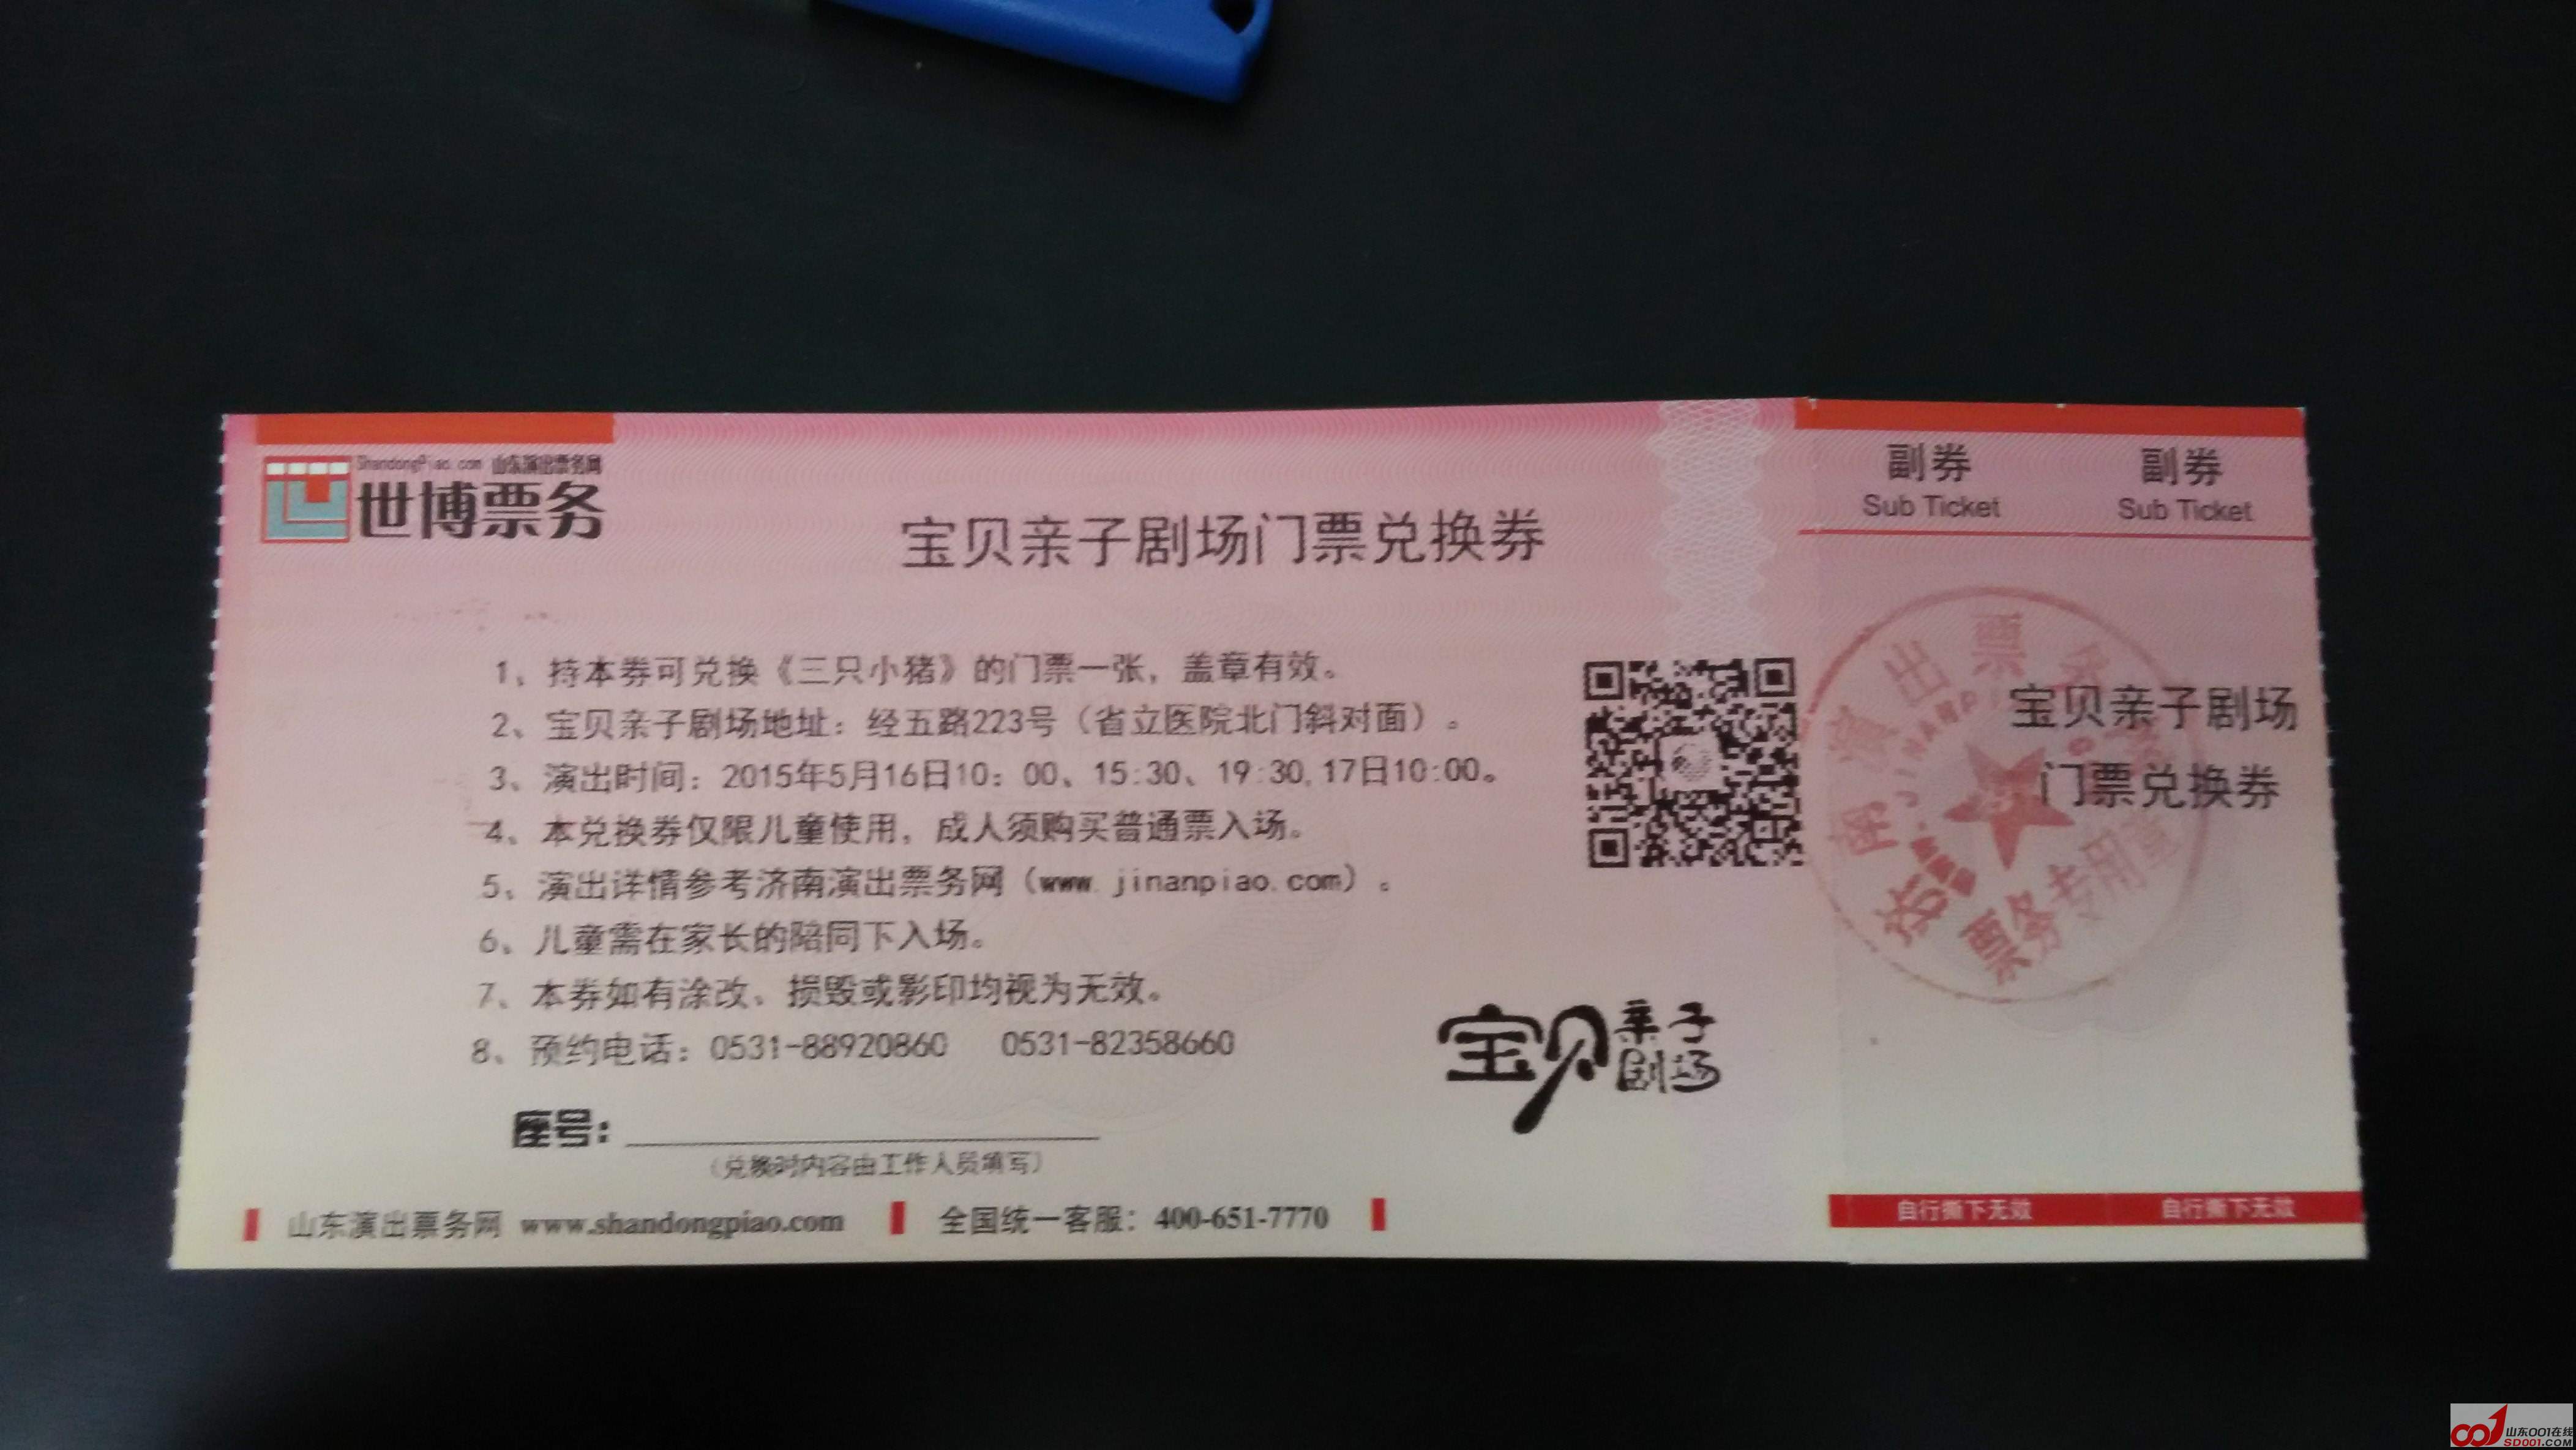 ShandongPiao.com 山东演出票务网
世博票务
宝贝亲子剧场门票兑换券
1、持本券可兑换《三只小猪》的门票一张，盖章有效。
2、宝贝亲子剧场地址：经五路223号（省立医院北门斜对面）。
3、演出时间：2015年5月16日10：00、15:30、19:30,17日10:00。
4、本兑换券仅限儿童使用，成人须购买普通票入场。
5、演出详情参考济南演出票务网（www.jinanpiao.com）。
6、儿童需在家长的陪同下入场。
7、本券如有涂改、损毁或影印均视为无效。
8、预约电话：0531-88920860 0531-82358660
座号：
（兑换时内容由工作人员填写）
宝贝亲子剧场
山东演出票务网 www.shandongpiao.com 全国统一客服：400-651-7770
副券 副券
Sub Ticket Sub Ticket
宝贝亲子剧场
门票兑换券
济南演出票务
票务专用章
自行撕下无效 自行撕下无效
001 山东001在线
SD001.COM